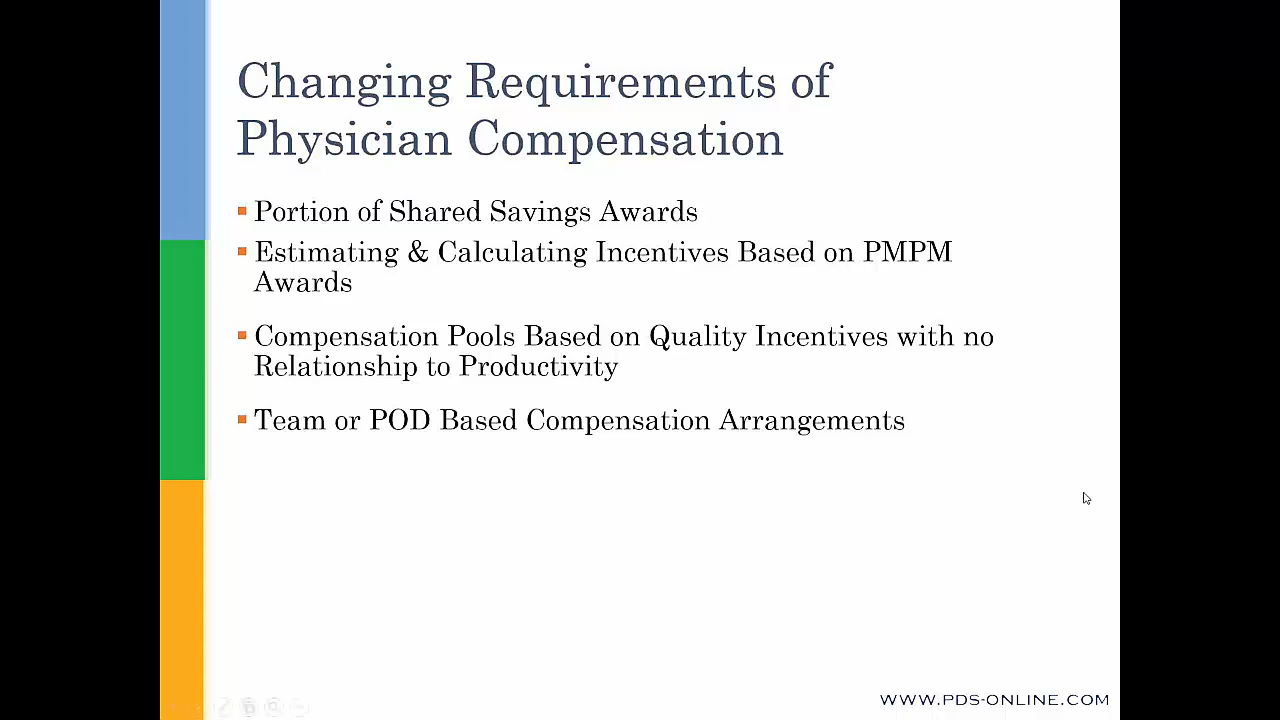 Changing Requirements of
Physician Compensation
Portion of Shared Savings Awards
Estimating & Calculating Incentives Based on PMPM
Awards
Compensation Pools Based on Quality Incentives with no
Relationship to Productivity
Team or POD Based Compensation Arrangements
WWW.PDS-ONLINE.COM